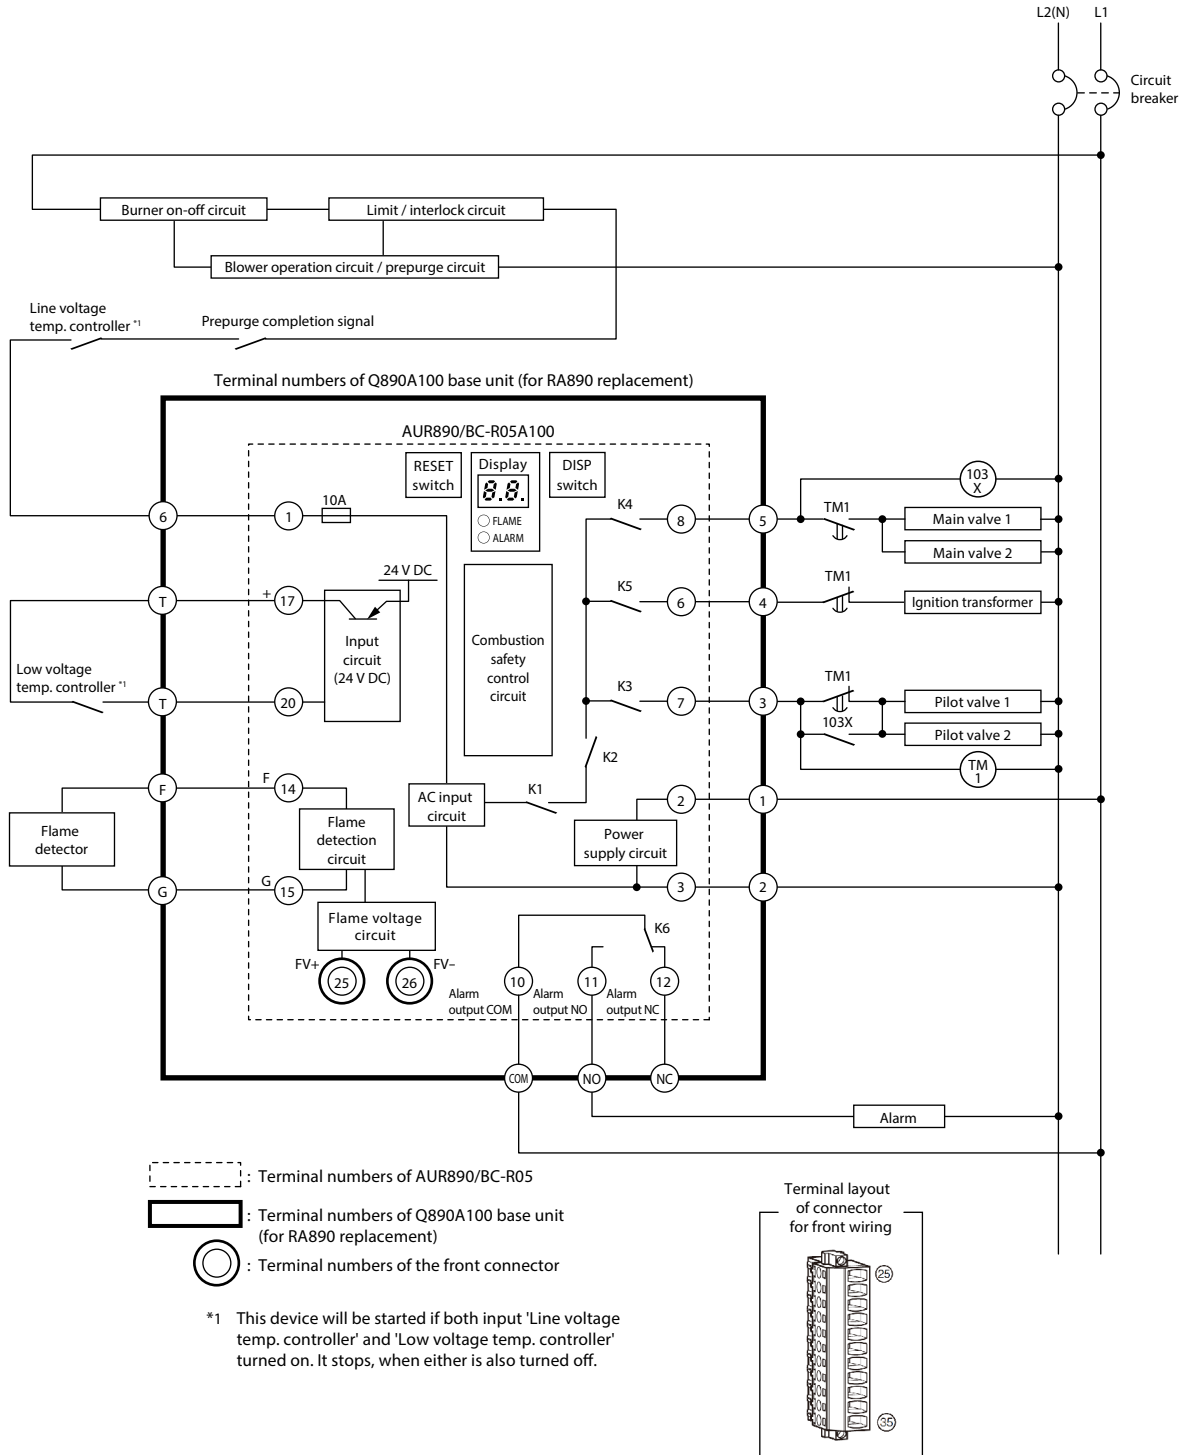 L2(N)
L1
Circuit
breaker
Burner on-off circuit
Limit / interlock circuit
Blower operation circuit / prepurge circuit
Line voltage
temp. controller *1
Prepurge completion signal
Terminal numbers of Q890A100 base unit (for RA890 replacement)
AUR890/BC-R05A100
RESET
switch
Display
8.8.
FLAME
ALARM
DISP
switch
6
1
10A
K4
8
5
TM1
103
X
Main valve 1
Main valve 2
24 V DC
T
+
17
Input
circuit
(24 V DC)
Combustion
safety
control
circuit
K5
6
4
TM1
Ignition transformer
Low voltage
temp. controller *1
T
20
K3
7
3
TM1
103X
Pilot valve 1
Pilot valve 2
TM
1
K2
F
F
14
AC input
circuit
K1
2
1
Flame
detector
Flame
detection
circuit
Power
supply circuit
G
G
15
3
2
Flame voltage
circuit
K6
FV+
25
26
FV–
10
11
12
Alarm
output COM
Alarm
output NO
Alarm
output NC
COM
NO
NC
Alarm
: Terminal numbers of AUR890/BC-R05
: Terminal numbers of Q890A100 base unit
(for RA890 replacement)
: Terminal numbers of the front connector
*1 This device will be started if both input 'Line voltage
temp. controller' and 'Low voltage temp. controller'
turned on. It stops, when either is also turned off.
Terminal layout
of connector
for front wiring
25
35